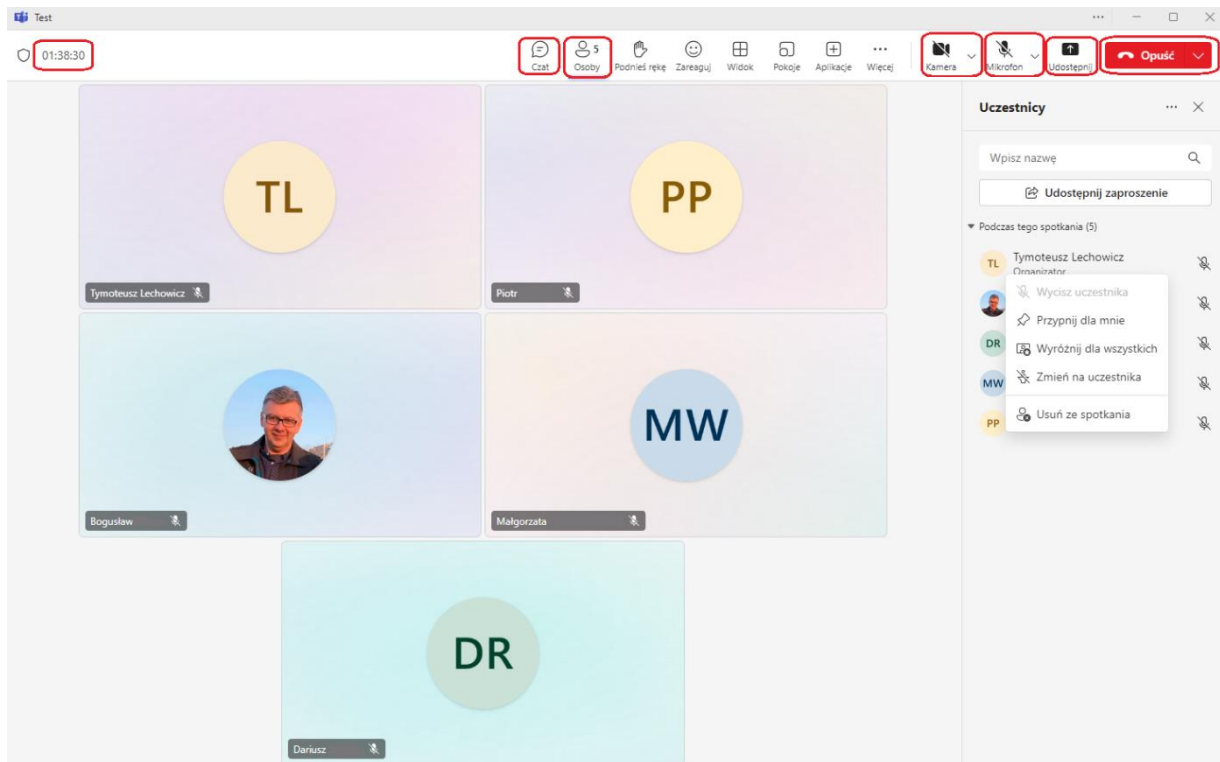 Test
01:38:30
Czat
5
Osoby
Podnieś rękę
Zareaguj
Widok
Pokoje
Aplikacje
Więcej
Kamera
Mikrofon
Udostępnij
Opuść
TL
Tymoteusz Lechowicz
PP
Piotr
Bogusław
MW
Małgorzata
DR
Dariusz
Uczestnicy
Wpisz nazwę
Udostępnij zaproszenie
Podczas tego spotkania (5)
TL
Tymoteusz Lechowicz
Organizator
DR
MW
PP
Wycisz uczestnika
Przypnij dla mnie
Wyróżnij dla wszystkich
Zmień na uczestnika
Usuń ze spotkania